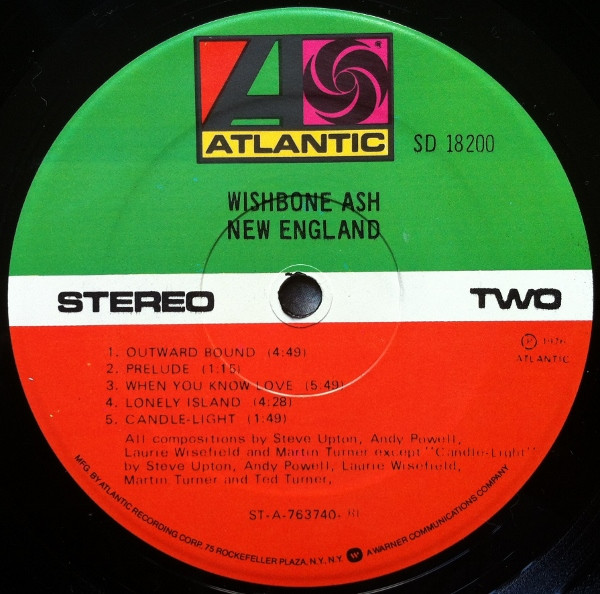 ATLANTIC
SD 18200
WISHBONE ASH
NEW ENGLAND
STEREO
TWO
1. OUTWARD BOUND (4:49)
2. PRELUDE (1:15)
3. WHEN YOU KNOW LOVE (5:49)
4. LONELY ISLAND (4:28)
5. CANDLE-LIGHT (1:49)
℗ 1976
ATLANTIC
All compositions by Steve Upton, Andy Powell,
Laurie Wisefield and Martin Turner except "Candle-Light"
by Steve Upton, Andy Powell, Laurie Wisefield,
Martin Turner and Ted Turner,
ST-A-763740-
MFG. BY ATLANTIC RECORDING CORP. 75 ROCKEFELLER PLAZA, N.Y. N.Y. W A WARNER COMMUNICATIONS COMPANY